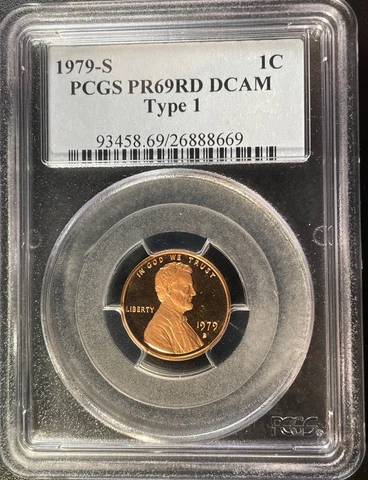 1979-S 1C
PCGS PR69RD DCAM
Type 1
93458.69/26888669
IN GOD WE TRUST
LIBERTY
1979
S
PCGS